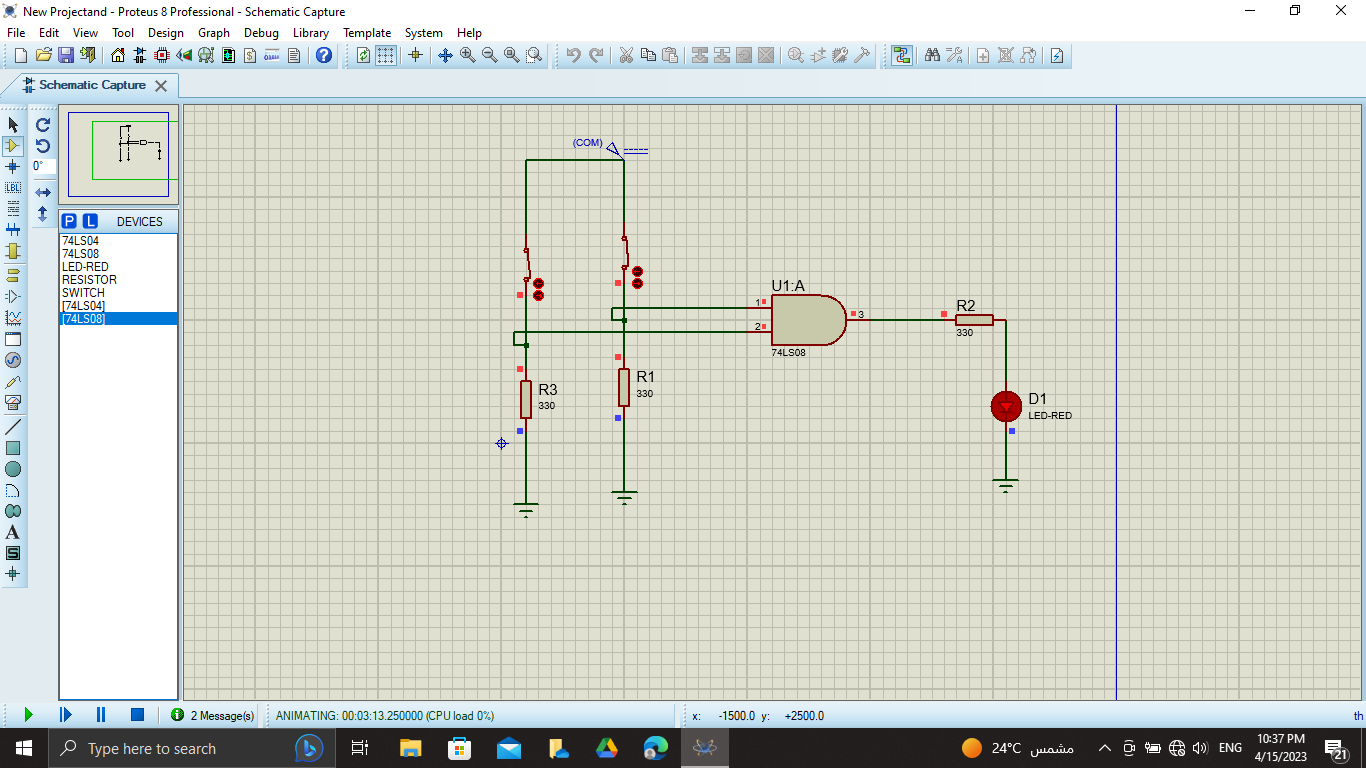 New Projectand - Proteus 8 Professional - Schematic Capture
File Edit View Tool Design Graph Debug Library Template System Help
Schematic Capture
0°
LBL
P L DEVICES
74LS04
74LS08
LED-RED
RESISTOR
SWITCH
[74LS04]
[74LS08]
A
S
(COM)
U1:A
1
2
3
74LS08
R2
330
R3
330
R1
330
D1
LED-RED
2 Message(s) ANIMATING: 00:03:13.250000 (CPU load 0%) x: -1500.0 y: +2500.0 th
Type here to search
24°C مشمس ENG 10:37 PM
4/15/2023
21